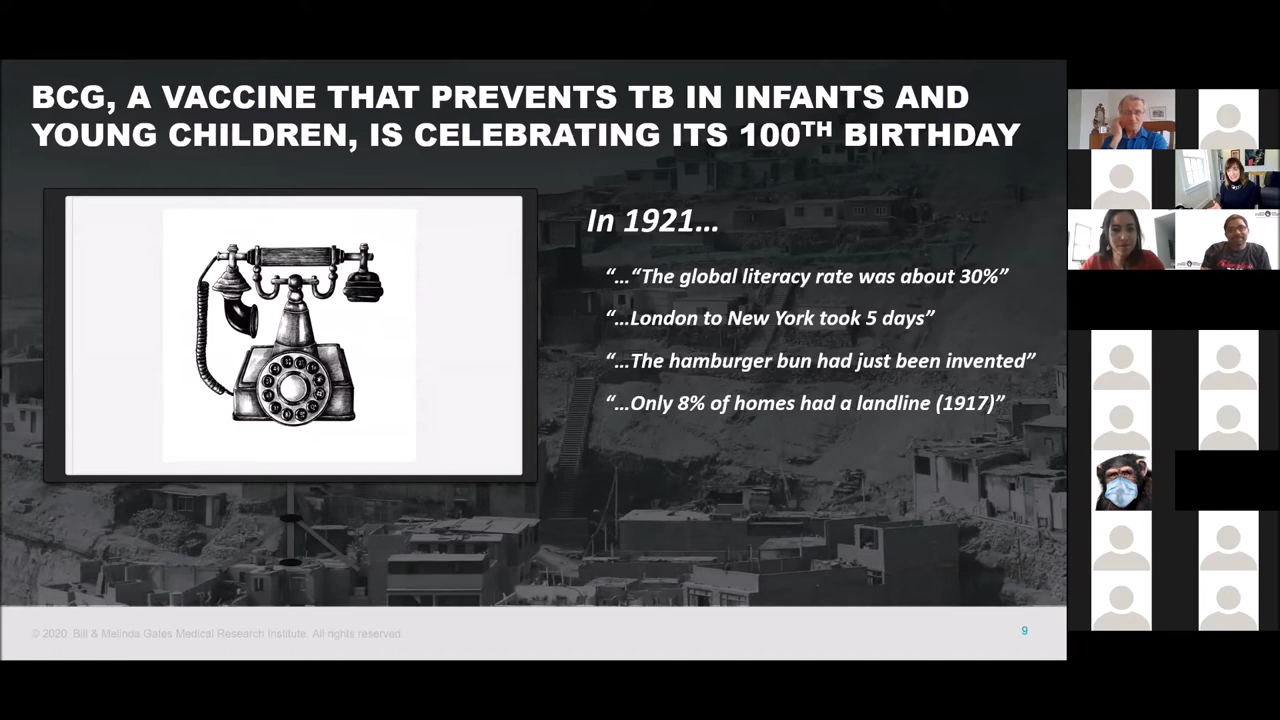 BCG, A VACCINE THAT PREVENTS TB IN INFANTS AND
YOUNG CHILDREN, IS CELEBRATING ITS 100TH BIRTHDAY
In 1921…
“…“The global literacy rate was about 30%”
“…London to New York took 5 days”
“…The hamburger bun had just been invented”
“…Only 8% of homes had a landline (1917)”
© 2020. Bill & Melinda Gates Medical Research Institute. All rights reserved.
9